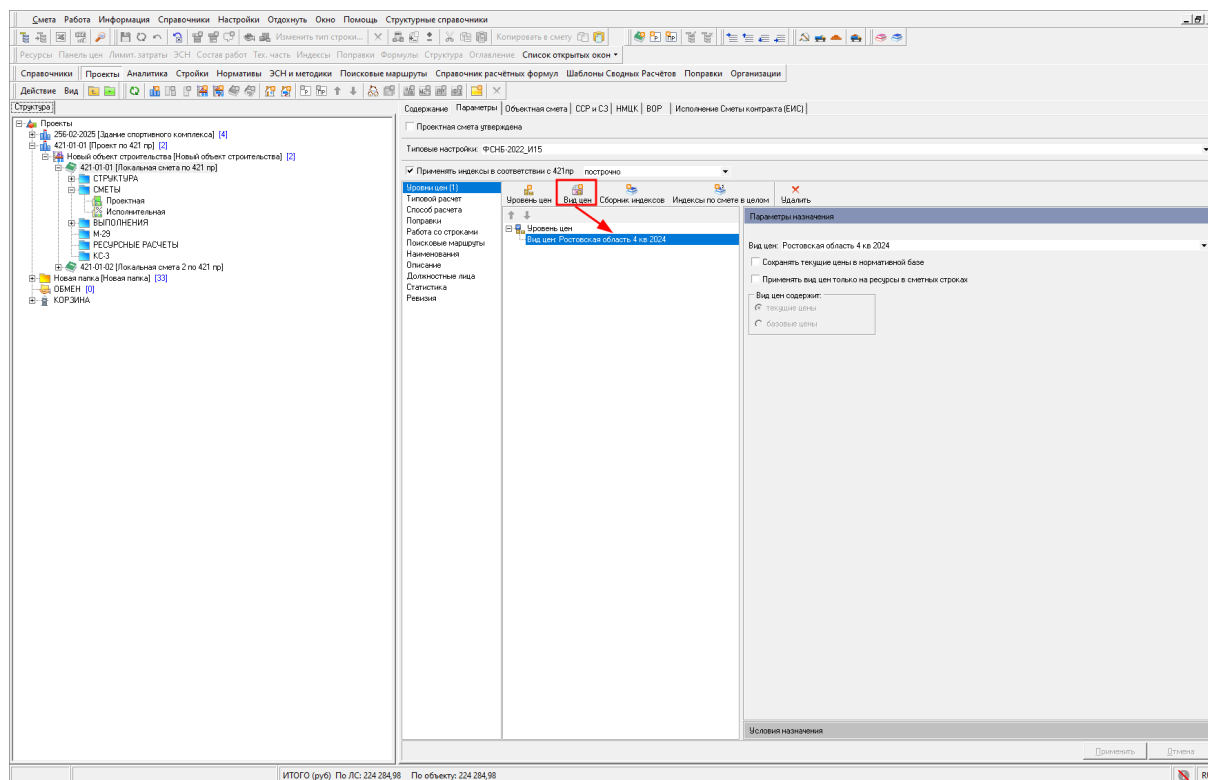 Смета Работа Информация Справочники Настройки Отдохнуть Окно Помощь Структурные справочники
Изменить тип строки... Копировать в смету
Ресурсы Панель цен Лимит. затраты ЭСН Состав работ Тех. часть Индексы Поправки Формулы Структура Оглавление Список открытых окон
Справочники Проекты Аналитика Стройки Нормативы ЭСН и методики Поисковые маршруты Справочник расчётных формул Шаблоны Сводных Расчётов Поправки Организации
Действие Вид
Структура
Содержание Параметры Объектная смета ССР и СЗ НМЦК ВОР Исполнение Сметы контракта (ЕИС)
Проекты
256-02-2025 [Здание спортивного комплекса] [4]
421-01-01 [Проект по 421 пр] [2]
Новый объект строительства [Новый объект строительства] [2]
421-01-01 [Локальная смета по 421 пр]
СТРУКТУРА
СМЕТЫ
Проектная
Исполнительная
ВЫПОЛНЕНИЯ
М-29
РЕСУРСНЫЕ РАСЧЕТЫ
КС-3
421-01-02 [Локальная смета 2 по 421 пр]
Новая папка [Новая папка] [33]
ОБМЕН [0]
КОРЗИНА
Проектная смета утверждена
Типовые настройки: ФСНБ-2022_И15
Применять индексы в соответствии с 421пр построчно
Уровни цен (1)
Типовой расчет
Способ расчета
Поправки
Работа со строками
Поисковые маршруты
Наименования
Описание
Должностные лица
Статистика
Ревизия
Уровень цен Вид цен Сборник индексов Индексы по смете в целом Удалить
Уровень цен
Вид цен: Ростовская область 4 кв 2024
Параметры назначения
Вид цен: Ростовская область 4 кв 2024
Сохранять текущие цены в нормативной базе
Применять вид цен только на ресурсы в сметных строках
Вид цен содержит:
текущие цены
базовые цены
Условия назначения
Применить Отмена
ИТОГО (руб) По ЛС: 224 284,98 По объекту: 224 284,98